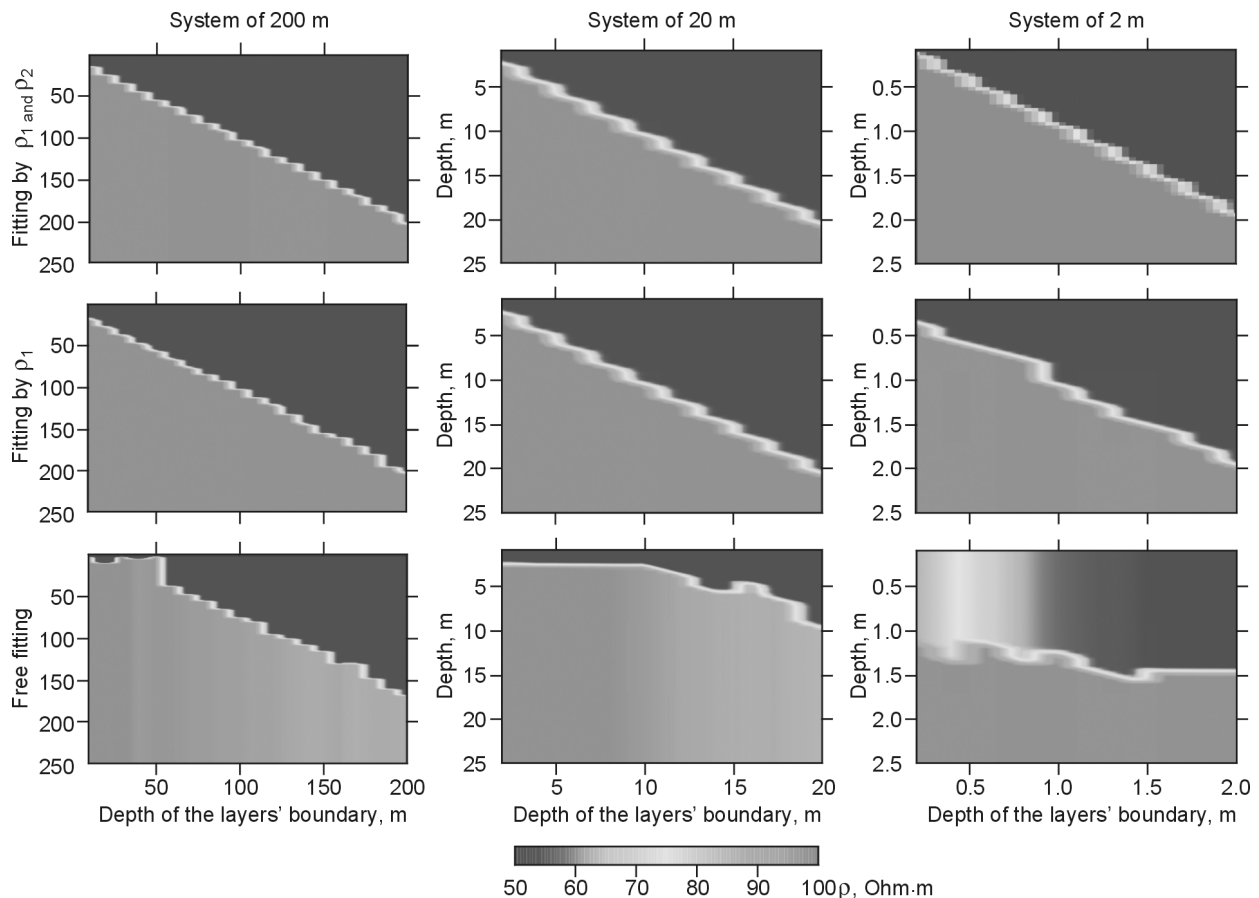 System of 200 m
System of 20 m
System of 2 m
Fitting by ρ1 and ρ2
50
100
150
200
250
Depth, m
5
10
15
20
25
Depth, m
0.5
1.0
1.5
2.0
2.5
Fitting by ρ1
50
100
150
200
250
Depth, m
5
10
15
20
25
Depth, m
0.5
1.0
1.5
2.0
2.5
Free fitting
50
100
150
200
250
Depth, m
5
10
15
20
25
Depth, m
0.5
1.0
1.5
2.0
2.5
50 100 150 200
5 10 15 20
0.5 1.0 1.5 2.0
Depth of the layers’ boundary, m
Depth of the layers’ boundary, m
Depth of the layers’ boundary, m
50 60 70 80 90 100 ρ, Ohm·m